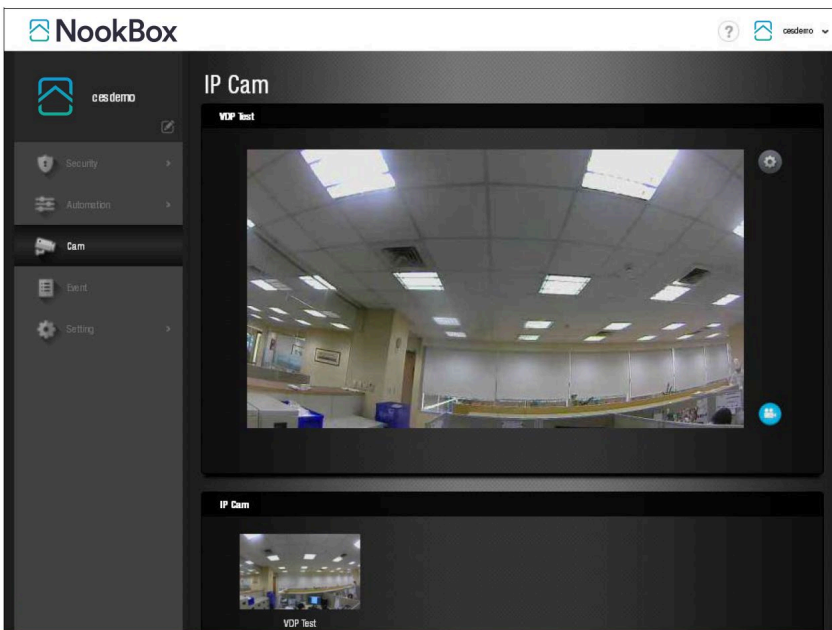 NookBox
?
cesdemo
cesdemo
Security
Automation
Cam
Event
Setting
IP Cam
VDP Test
IP Cam
VDP Test